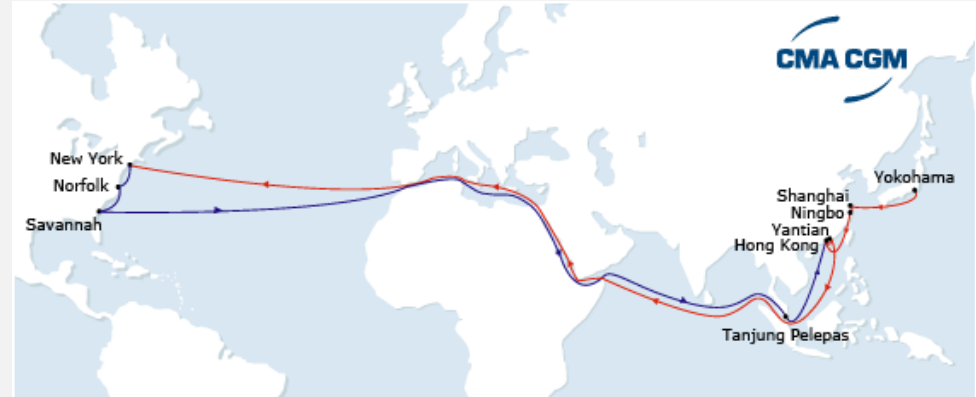 CMA CGM
New York
Norfolk
Savannah
Yokohama
Shanghai
Ningbo
Yantian
Hong Kong
Tanjung Pelepas